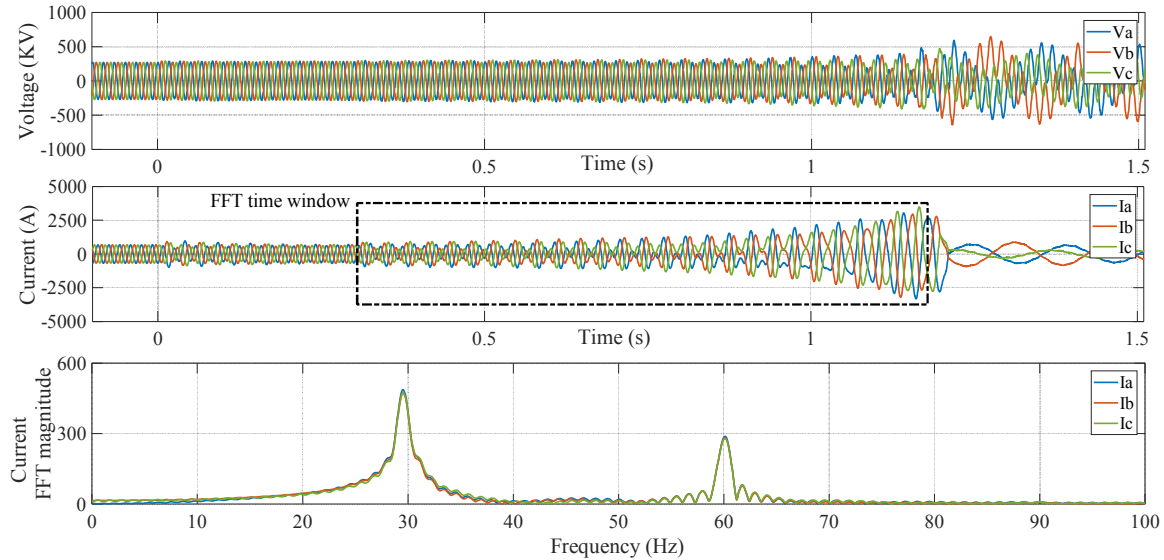 1000
500
0
-500
-1000
Voltage (KV)
Va
Vb
Vc
0
0.5
1
1.5
Time (s)
5000
2500
0
-2500
-5000
Current (A)
FFT time window
Ia
Ib
Ic
0
0.5
1
1.5
Time (s)
600
300
0
Current
FFT magnitude
Ia
Ib
Ic
0
10
20
30
40
50
60
70
80
90
100
Frequency (Hz)